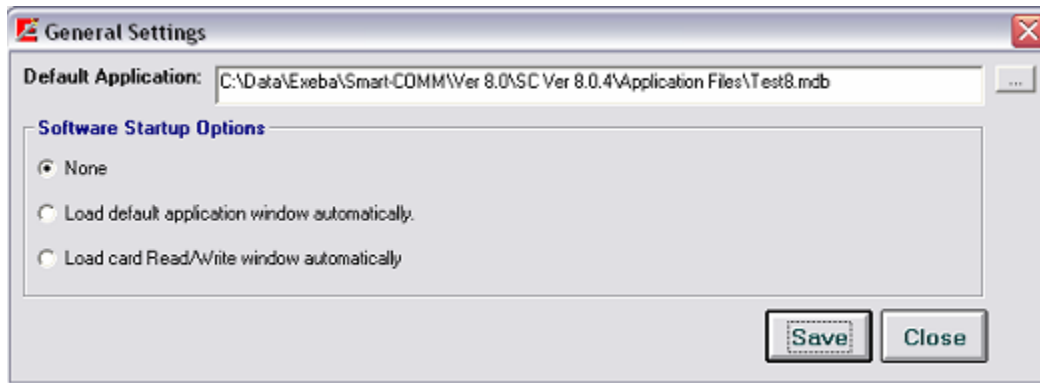 General Settings
Default Application: C:\Data\Exeba\Smart-COMM\Ver 8.0\SC Ver 8.0.4\Application Files\Test8.mdb ...
Software Startup Options
None
Load default application window automatically.
Load card Read/Write window automatically
Save Close